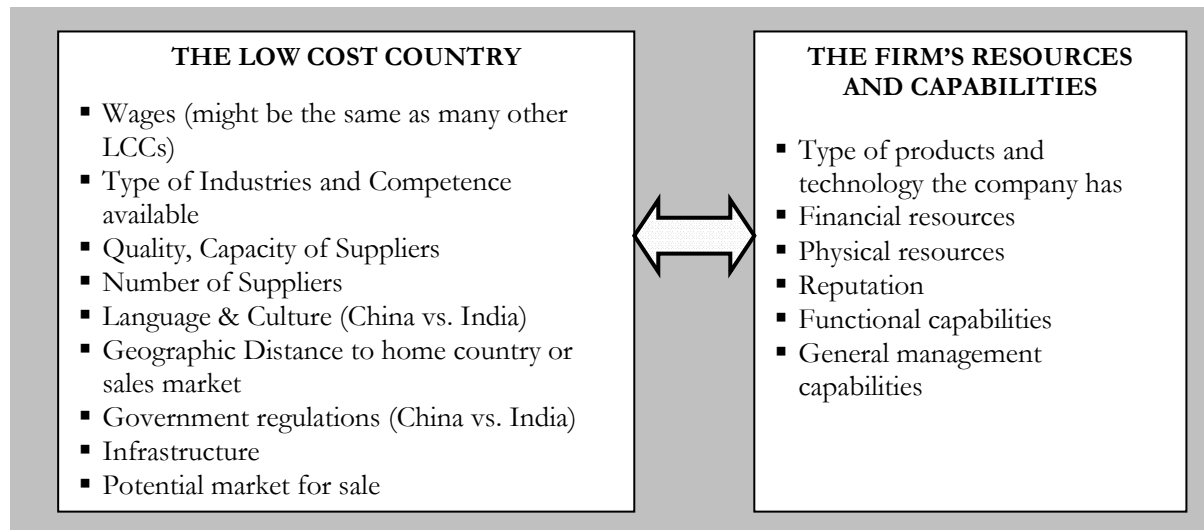 THE LOW COST COUNTRY
▪ Wages (might be the same as many other
LCCs)
▪ Type of Industries and Competence
available
▪ Quality, Capacity of Suppliers
▪ Number of Suppliers
▪ Language & Culture (China vs. India)
▪ Geographic Distance to home country or
sales market
▪ Government regulations (China vs. India)
▪ Infrastructure
▪ Potential market for sale
THE FIRM'S RESOURCES
AND CAPABILITIES
▪ Type of products and
technology the company has
▪ Financial resources
▪ Physical resources
▪ Reputation
▪ Functional capabilities
▪ General management
capabilities